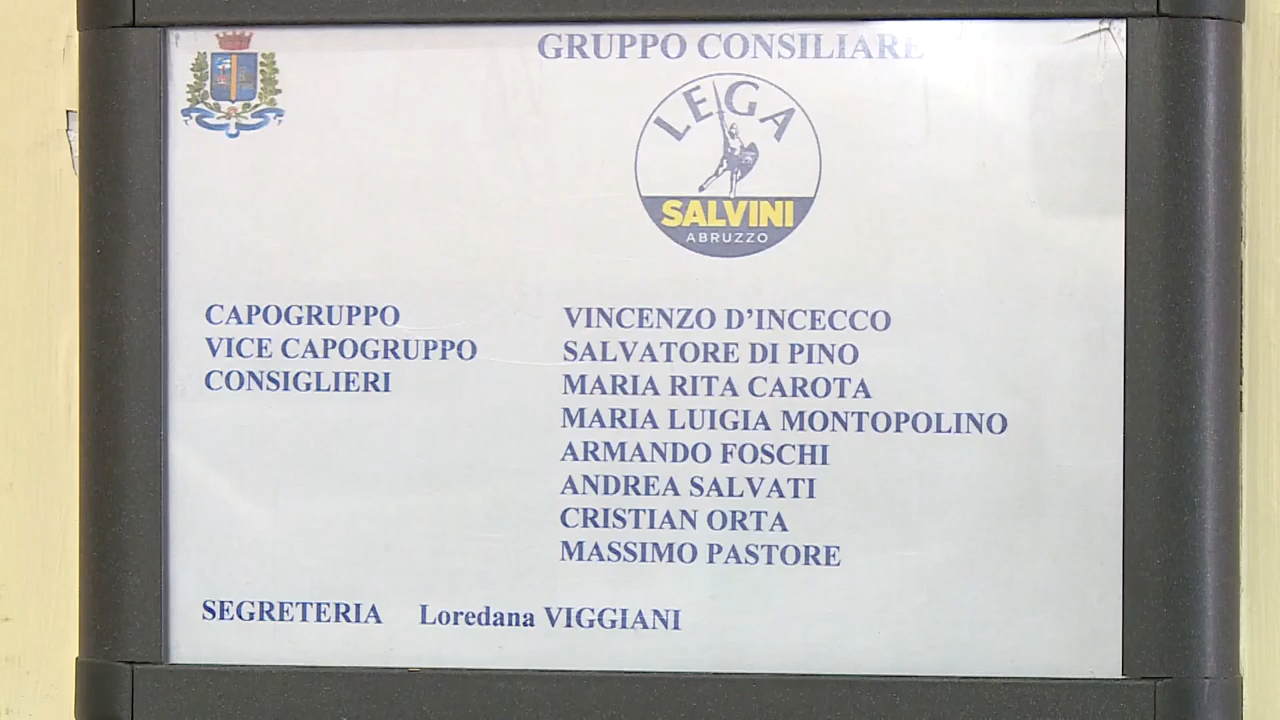 GRUPPO CONSILIARE
LEGA
SALVINI
ABRUZZO
CAPOGRUPPO VINCENZO D’INCECCO
VICE CAPOGRUPPO SALVATORE DI PINO
CONSIGLIERI MARIA RITA CAROTA
MARIA LUIGIA MONTOPOLINO
ARMANDO FOSCHI
ANDREA SALVATI
CRISTIAN ORTA
MASSIMO PASTORE
SEGRETERIA Loredana VIGGIANI